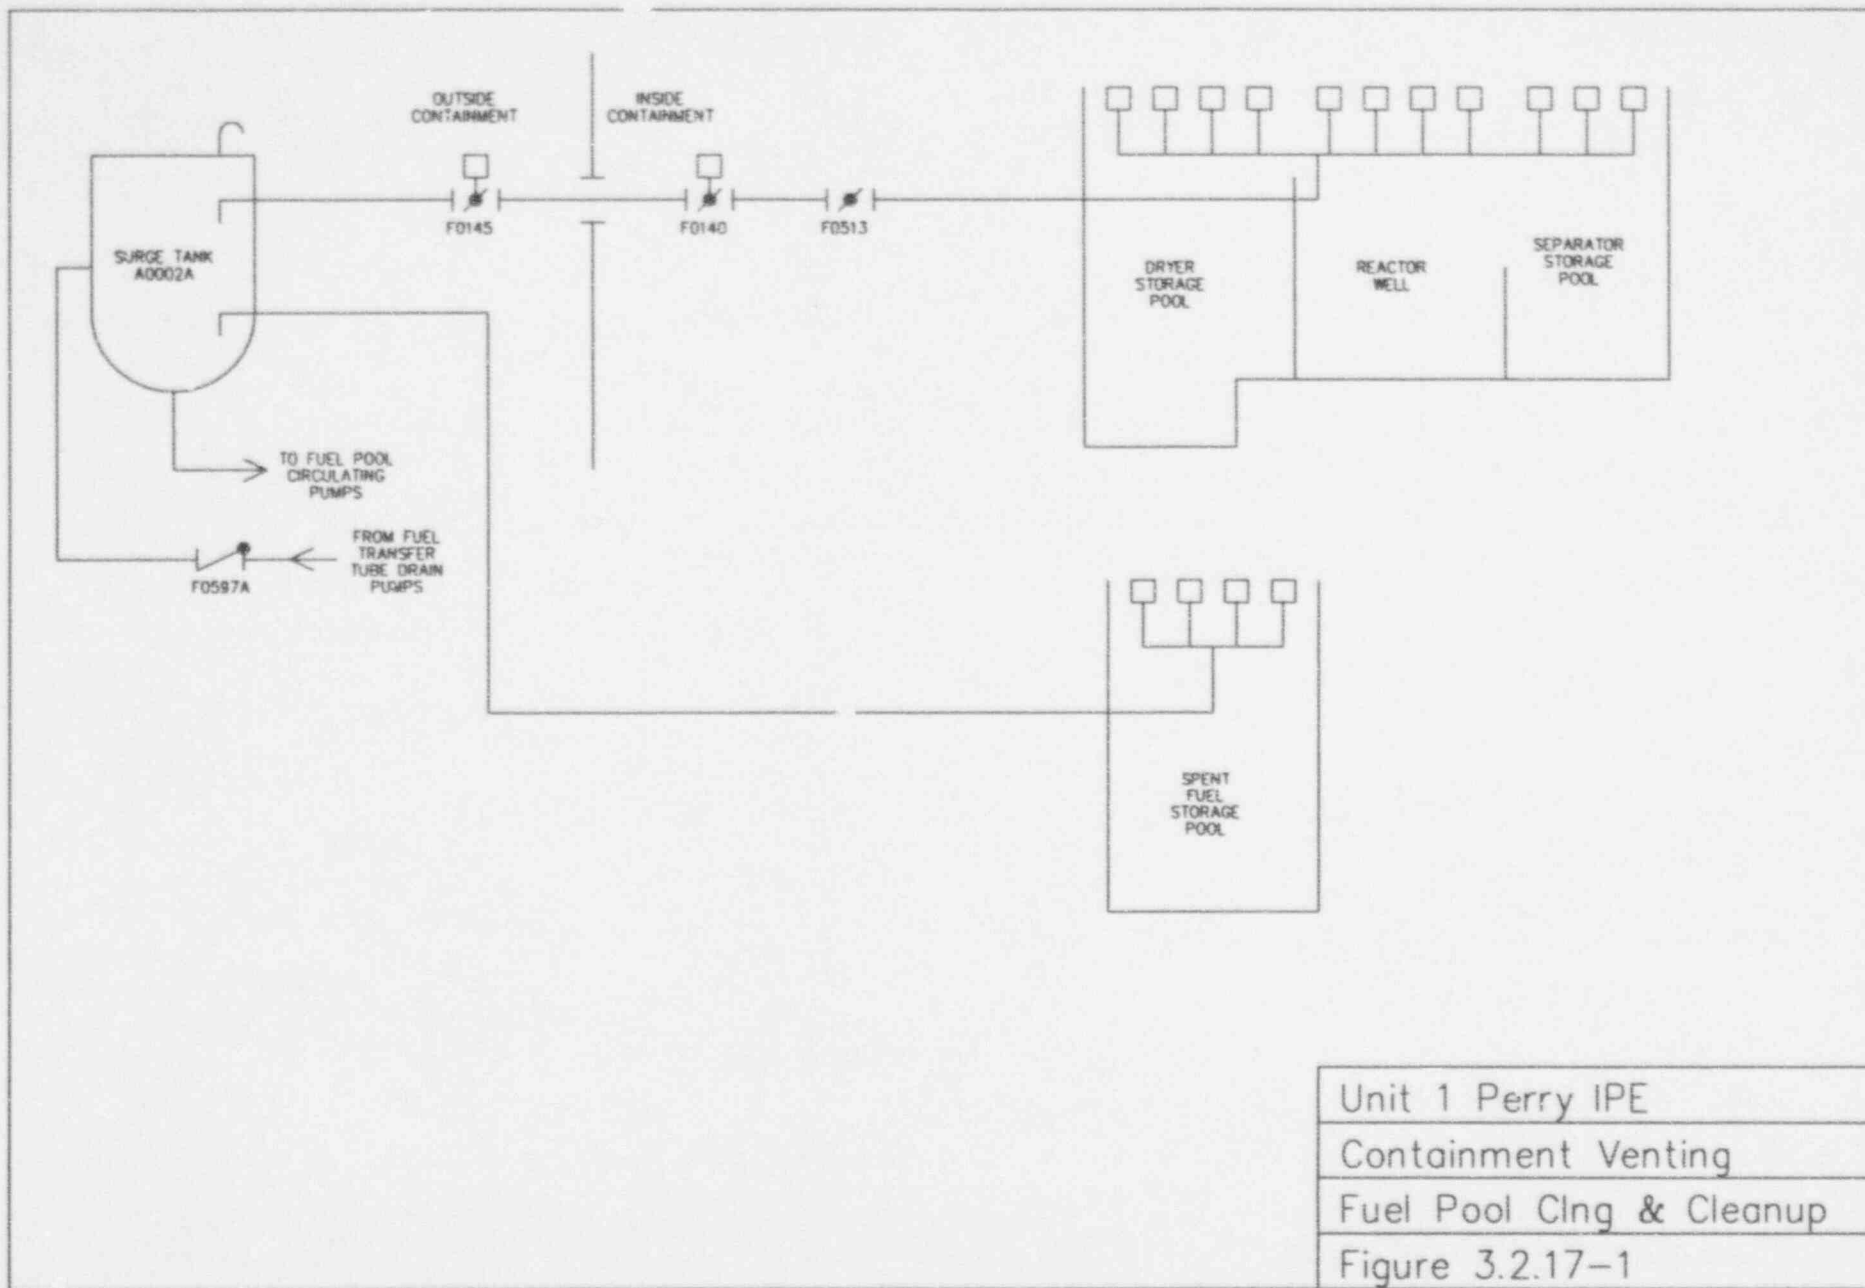 OUTSIDE
CONTAINMENT
INSIDE
CONTAINMENT
F0145
F0140
F0513
SURGE TANK
A0002A
DRYER
STORAGE
POOL
REACTOR
WELL
SEPARATOR
STORAGE
POOL
TO FUEL POOL
CIRCULATING
PUMPS
FROM FUEL
TRANSFER
TUBE DRAIN
PUMPS
F0597A
SPENT
FUEL
STORAGE
POOL
Unit 1 Perry IPE
Containment Venting
Fuel Pool Clng & Cleanup
Figure 3.2.17-1